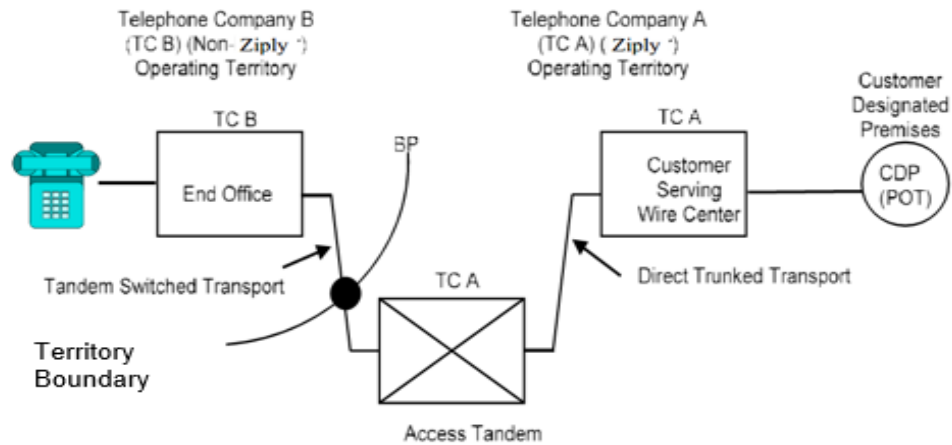 Telephone Company B
(TC B) (Non- Ziply )
Operating Territory
Telephone Company A
(TC A) ( Ziply )
Operating Territory
Customer
Designated
Premises
TC B
End Office
BP
TC A
Customer
Serving
Wire Center
CDP
(POT)
Tandem Switched Transport
TC A
Direct Trunked Transport
Territory
Boundary
Access Tandem